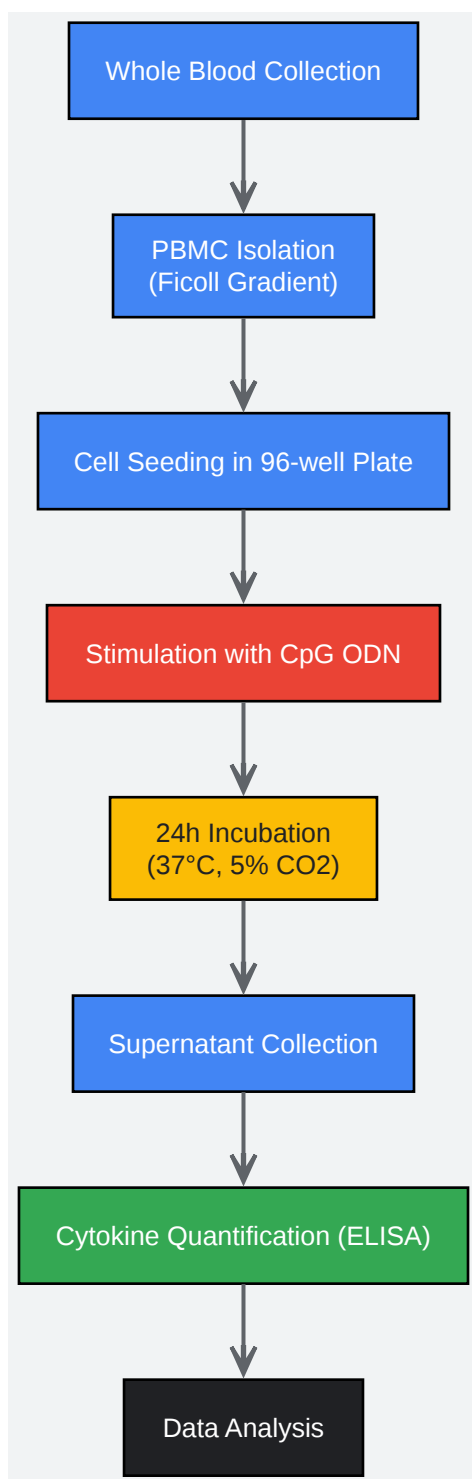 Whole Blood Collection
PBMC Isolation
(Ficoll Gradient)
Cell Seeding in 96-well Plate
Stimulation with CpG ODN
24h Incubation
(37°C, 5% CO2)
Supernatant Collection
Cytokine Quantification (ELISA)
Data Analysis